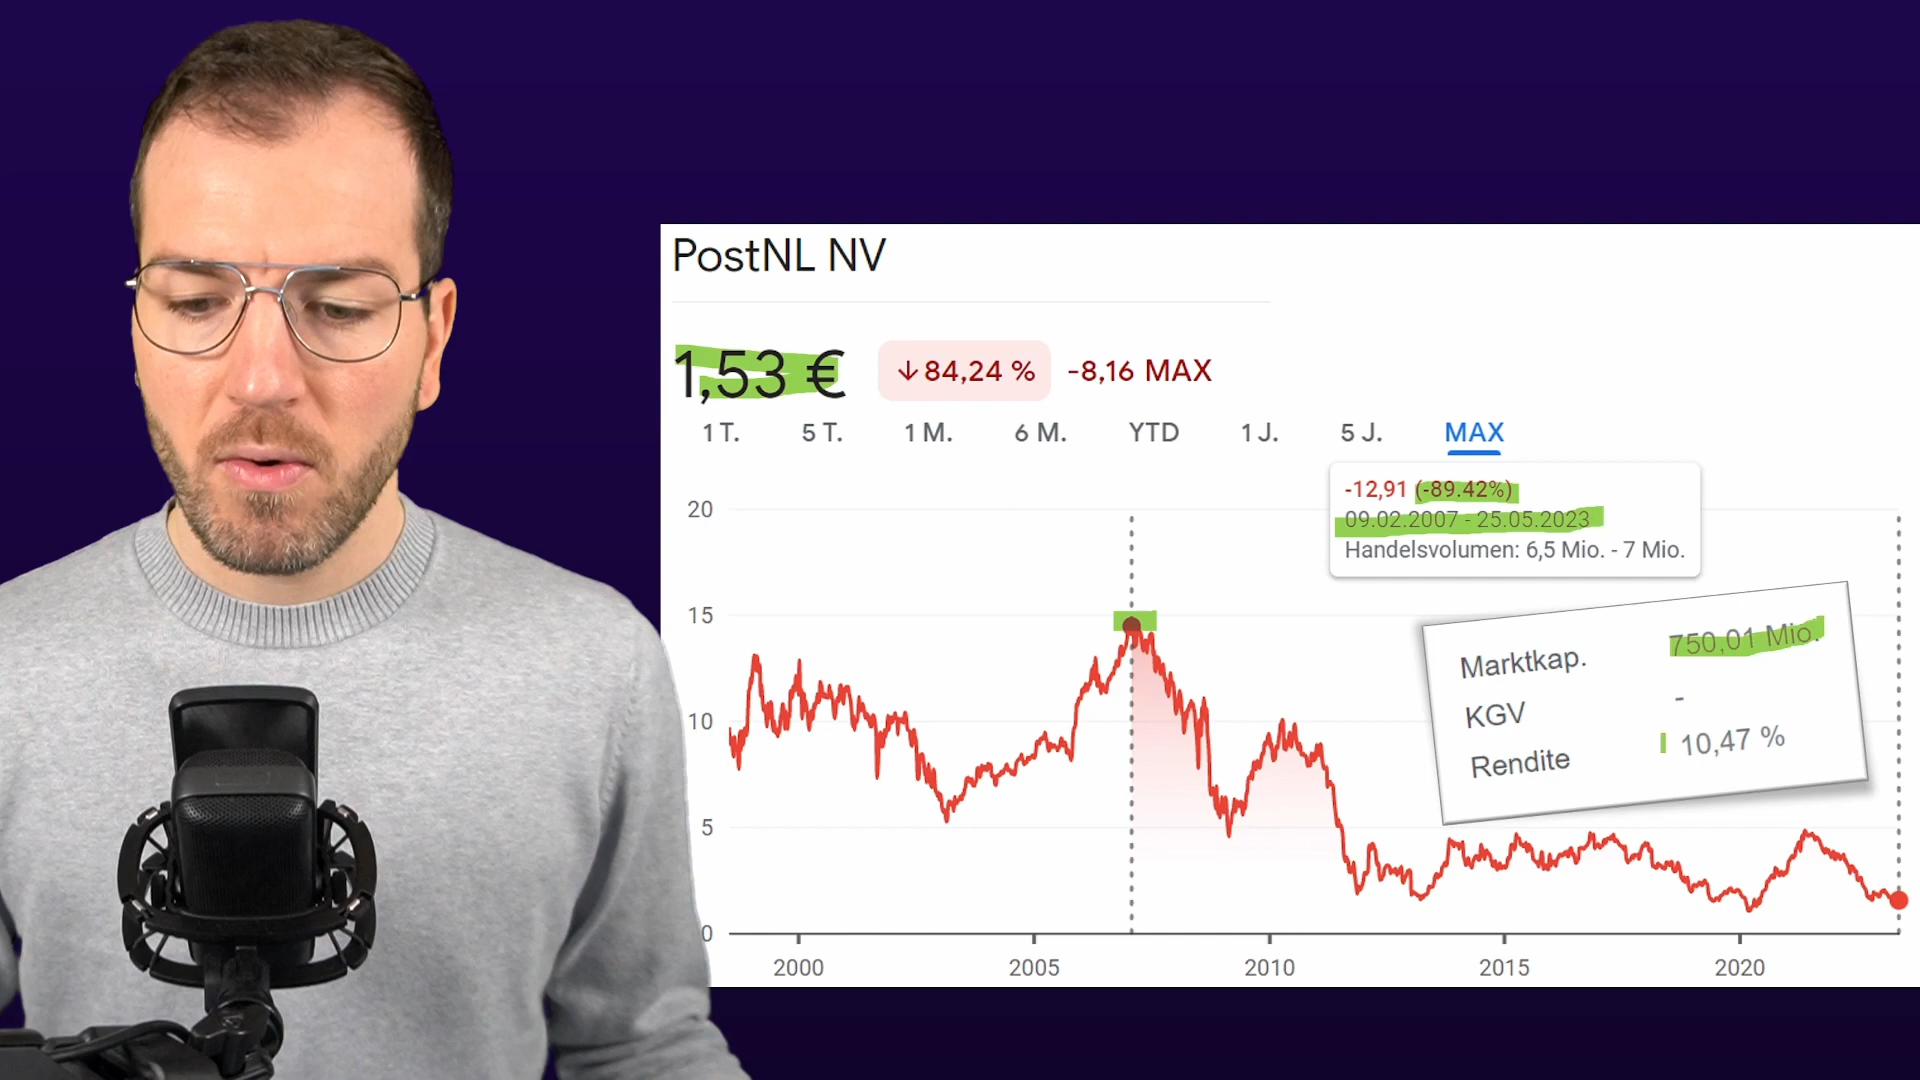 PostNL NV
1,53 € ↓84,24 % -8,16 MAX
1 T. 5 T. 1 M. 6 M. YTD 1 J. 5 J. MAX
-12,91 (-89.42%)
09.02.2007 - 25.05.2023
Handelsvolumen: 6,5 Mio. - 7 Mio.
20
15
10
5
0
Marktkap. 750,01 Mio.
KGV -
Rendite 10,47 %
2000 2005 2010 2015 2020